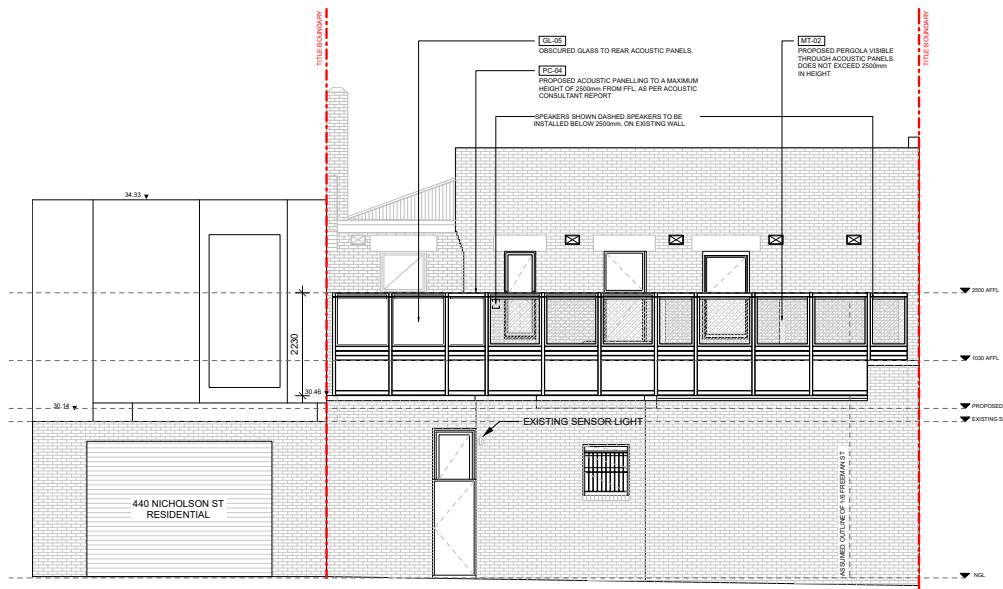 TITLE BOUNDARY
TITLE BOUNDARY
GL-05
OBSCURED GLASS TO REAR ACOUSTIC PANELS.
PC-04
PROPOSED ACOUSTIC PANELLING TO A MAXIMUM
HEIGHT OF 2500mm FROM FFL, AS PER ACOUSTIC
CONSULTANT REPORT
SPEAKERS SHOWN DASHED.SPEAKERS TO BE
INSTALLED BELOW 2500mm, ON EXISTING WALL
MT-02
PROPOSED PERGOLA VISIBLE
THROUGH ACOUSTIC PANELS.
DOES NOT EXCEED 2500mm
IN HEIGHT
34.33
2500 AFFL
2230
1030 AFFL
30.46
30.14
PROPOSED
EXISTING S
EXISTING SENSOR LIGHT
440 NICHOLSON ST
RESIDENTIAL
ASSUMED OUTLINE OF 1/6 FREEMAN ST
NGL